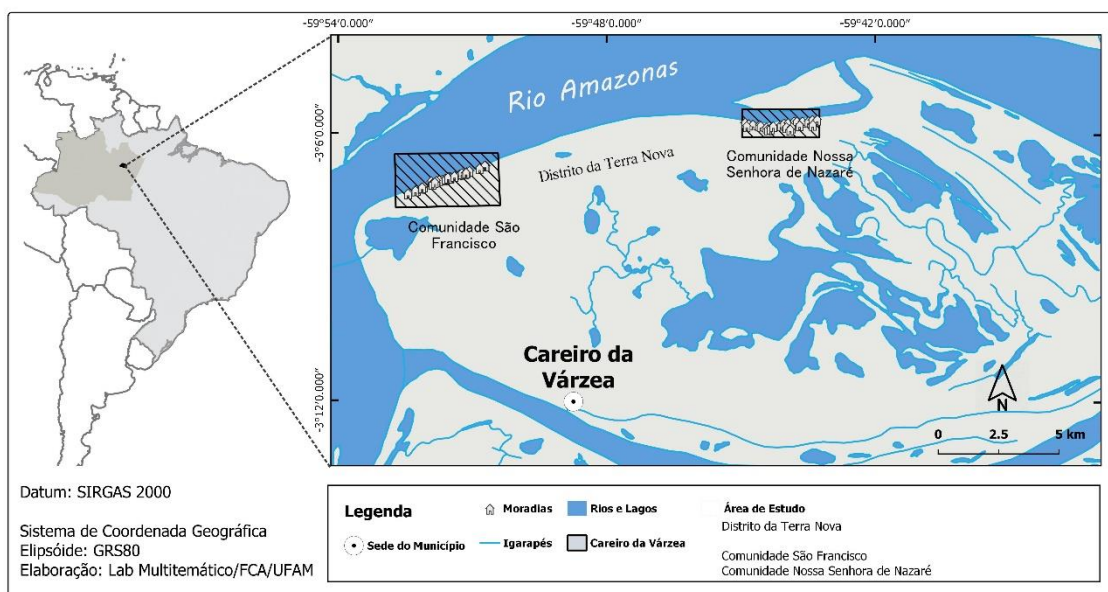 -59°54'0.000"
-59°48'0.000"
-59°42'0.000"
-3°6'0.000"
-3°12'0.000"
Rio Amazonas
Distrito da Terra Nova
Comunidade Nossa
Senhora de Nazaré
Comunidade São
Francisco
Careiro da
Várzea
N
0 2.5 5 km
Datum: SIRGAS 2000
Sistema de Coordenada Geográfica
Elipsóide: GRS80
Elaboração: Lab Multitemático/FCA/UFAM
Legenda
Moradias
Rios e Lagos
Área de Estudo
Distrito da Terra Nova
Sede do Município
Igarapés
Careiro da Várzea
Comunidade São Francisco
Comunidade Nossa Senhora de Nazaré